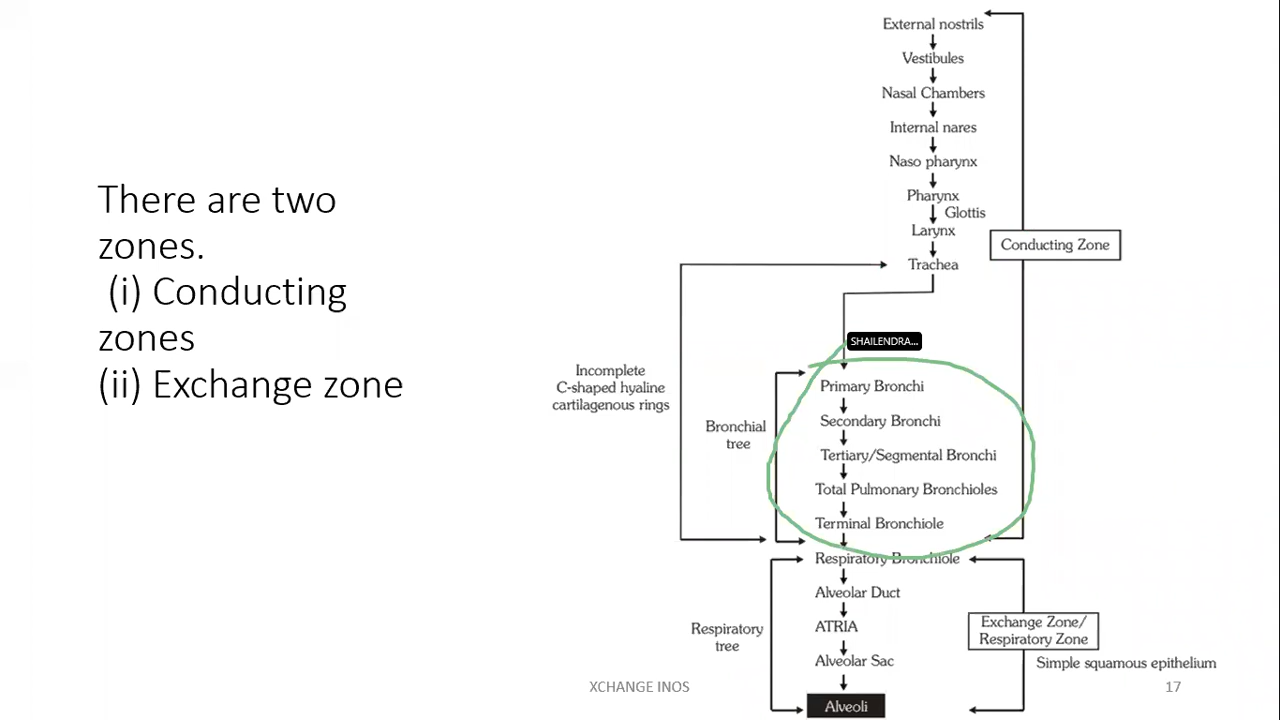 There are two
zones.
(i) Conducting
zones
(ii) Exchange zone
External nostrils
Vestibules
Nasal Chambers
Internal nares
Naso pharynx
Pharynx
Glottis
Larynx
Conducting Zone
Trachea
SHAILENDRA...
Incomplete
C-shaped hyaline
cartilagenous rings
Bronchial
tree
Primary Bronchi
Secondary Bronchi
Tertiary/Segmental Bronchi
Total Pulmonary Bronchioles
Terminal Bronchiole
Respiratory Bronchiole
Alveolar Duct
ATRIA
Alveolar Sac
Alveoli
Respiratory
tree
Exchange Zone/
Respiratory Zone
Simple squamous epithelium
XCHANGE INOS
17